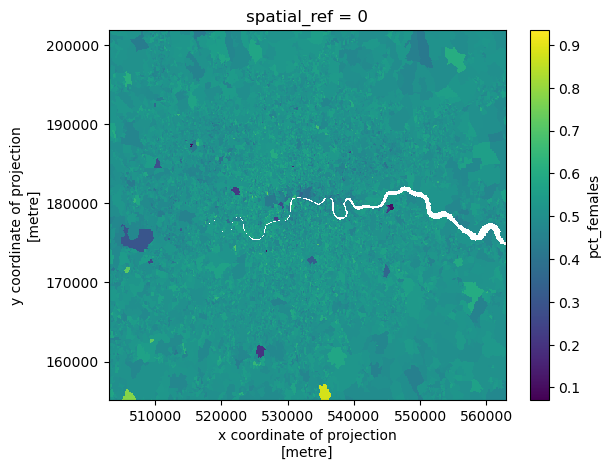 spatial_ref = 0
200000
190000
180000
170000
160000
y coordinate of projection
[metre]
510000 520000 530000 540000 550000 560000
x coordinate of projection
[metre]
0.9
0.8
0.7
0.6
0.5
0.4
0.3
0.2
0.1
pct_females